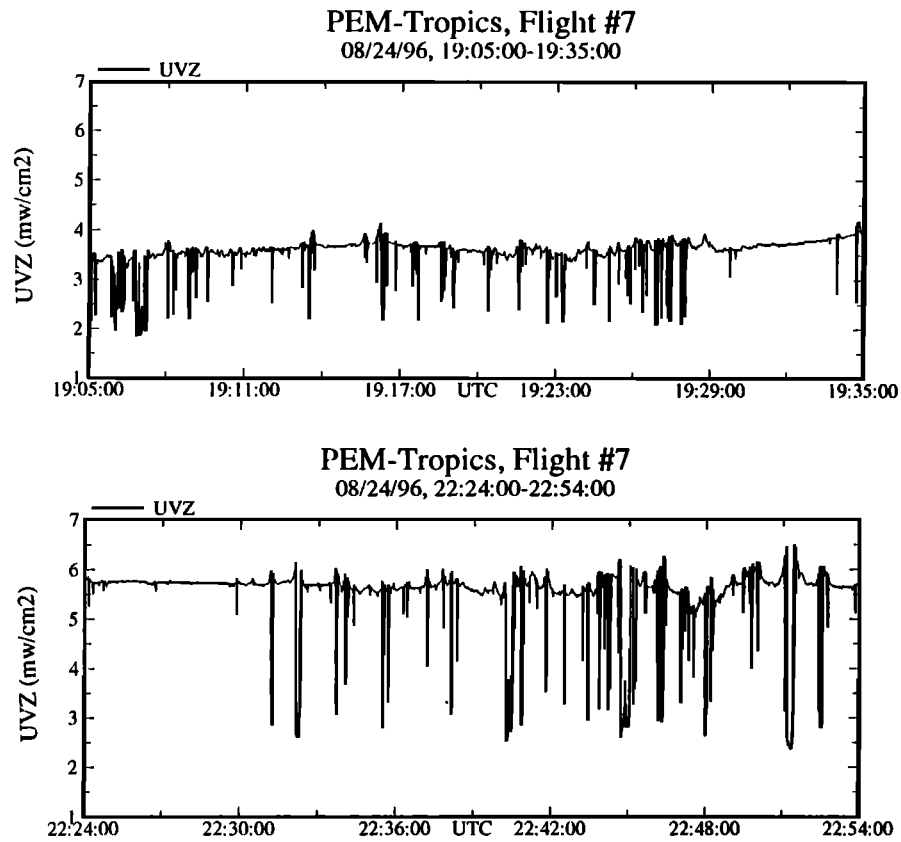 PEM-Tropics, Flight #7
08/24/96, 19:05:00-19:35:00
UVZ
7
6
5
4
3
2
1
UVZ (mw/cm2)
19:05:00 19:11:00 19:17:00 UTC 19:23:00 19:29:00 19:35:00
PEM-Tropics, Flight #7
08/24/96, 22:24:00-22:54:00
UVZ
7
6
5
4
3
2
1
UVZ (mw/cm2)
22:24:00 22:30:00 22:36:00 UTC 22:42:00 22:48:00 22:54:00